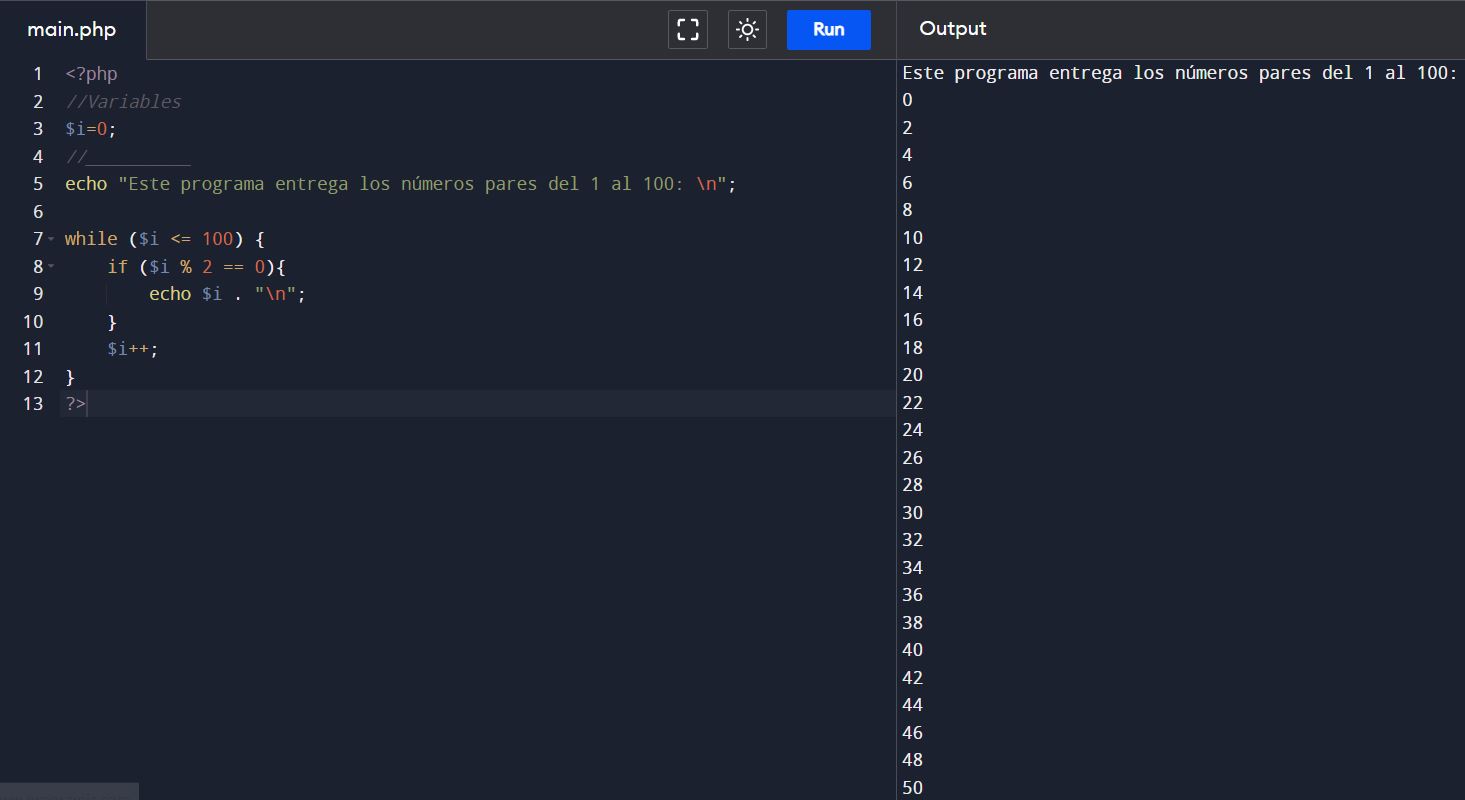 main.php
Run
Output
1 <?php
2 //Variables
3 $i=0;
4 //__________
5 echo "Este programa entrega los números pares del 1 al 100: \n";
6
7 while ($i <= 100) {
8 if ($i % 2 == 0){
9 echo $i . "\n";
10 }
11 $i++;
12 }
13 ?>
Este programa entrega los números pares del 1 al 100:
0
2
4
6
8
10
12
14
16
18
20
22
24
26
28
30
32
34
36
38
40
42
44
46
48
50